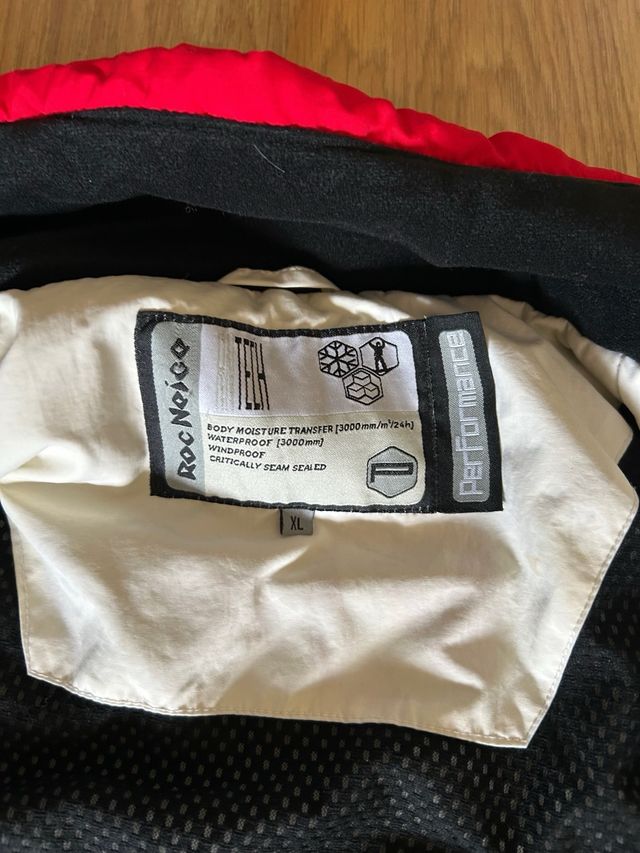 RocNeige
TECH
BODY MOISTURE TRANSFER [3000mm/m²/24h]
WATERPROOF [3000mm]
WINDPROOF
CRITICALLY SEAM SEALED
P
Performance
XL